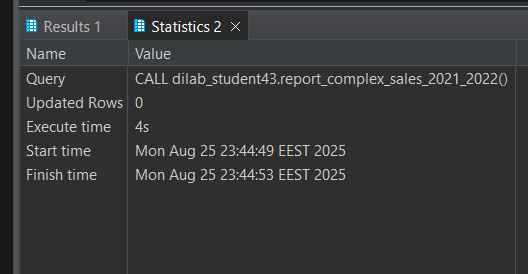 Results 1 Statistics 2
Name Value
Query CALL dilab_student43.report_complex_sales_2021_2022()
Updated Rows 0
Execute time 4s
Start time Mon Aug 25 23:44:49 EEST 2025
Finish time Mon Aug 25 23:44:53 EEST 2025